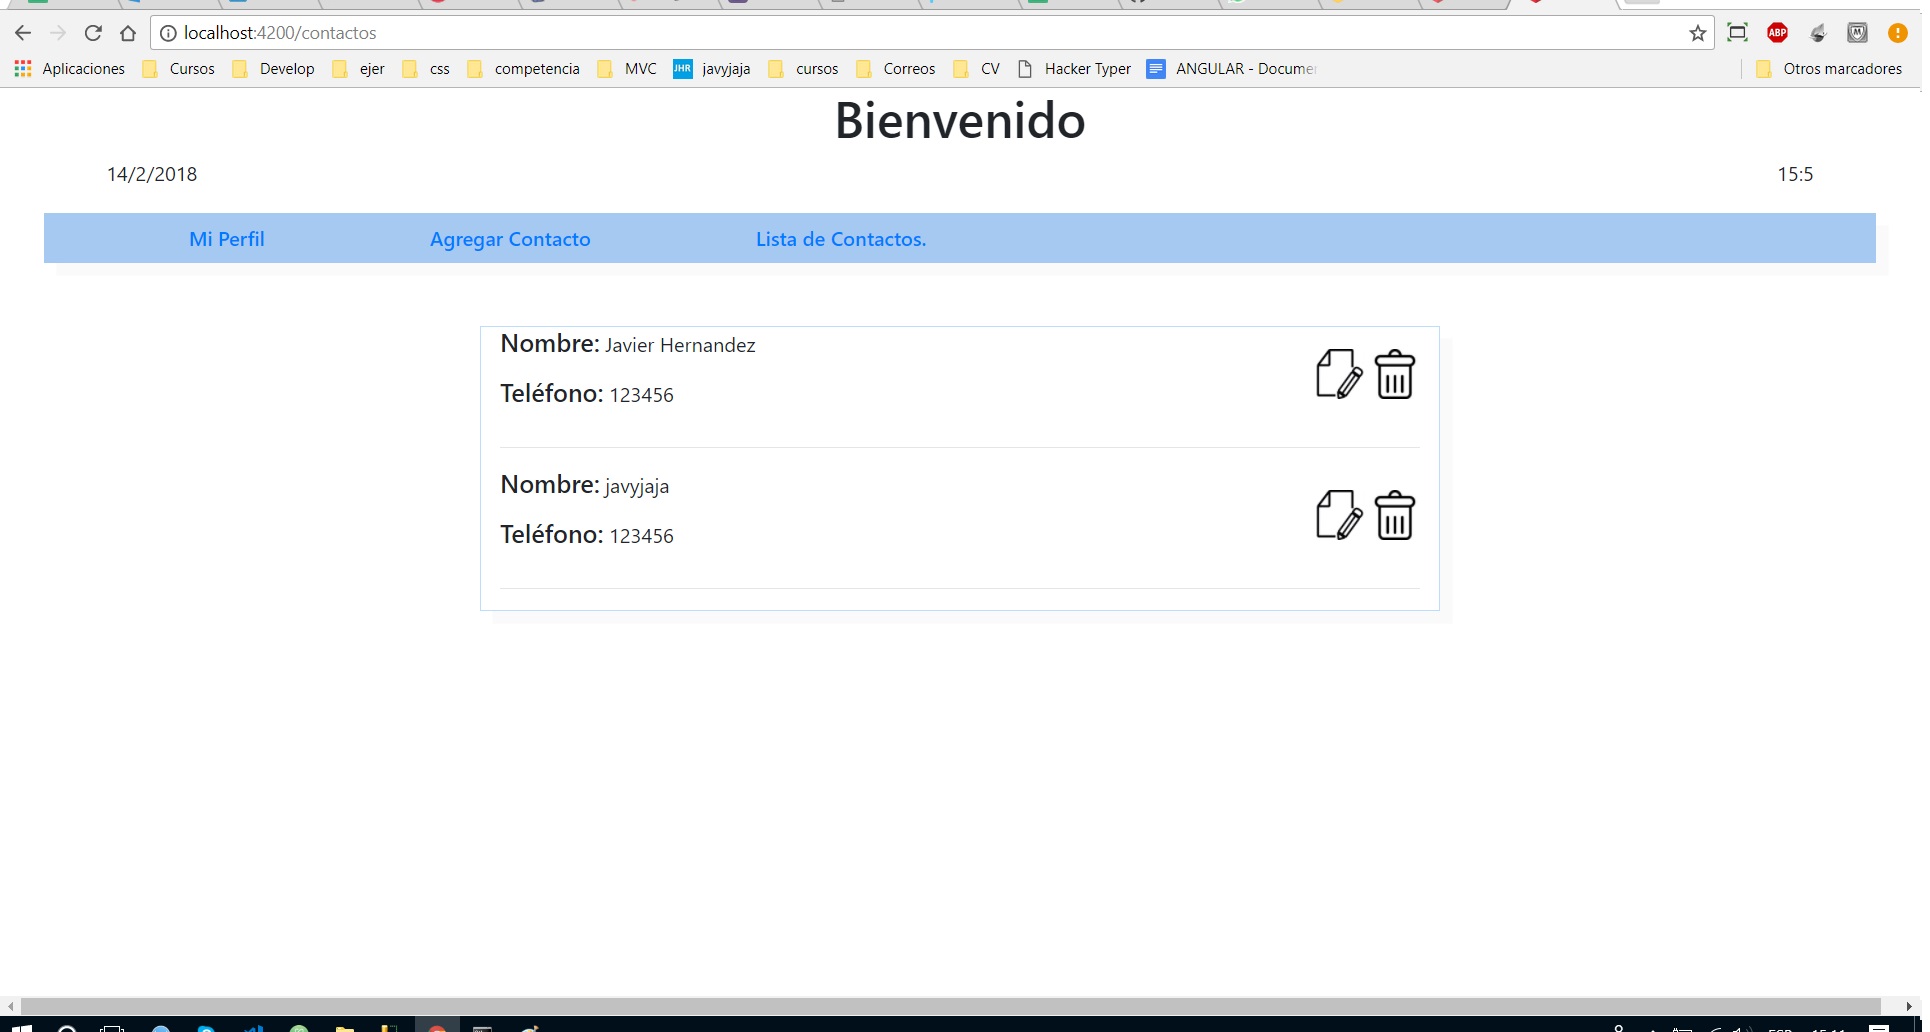 localhost:4200/contactos
ABP
Aplicaciones Cursos Develop ejer css competencia MVC JHR javyjaja cursos Correos CV Hacker Typer ANGULAR - Docume Otros marcadores
Bienvenido
14/2/2018 15:5
Mi Perfil Agregar Contacto Lista de Contactos.
Nombre: Javier Hernandez
Teléfono: 123456
Nombre: javyjaja
Teléfono: 123456